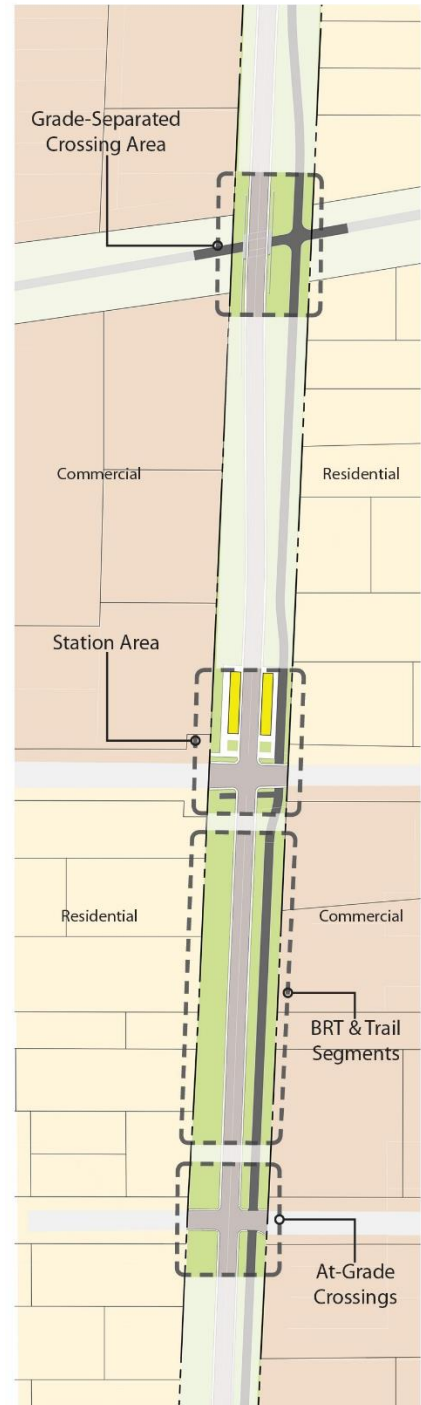 Grade-Separated
Crossing Area
Commercial
Residential
Station Area
Residential
Commercial
BRT & Trail
Segments
At-Grade
Crossings